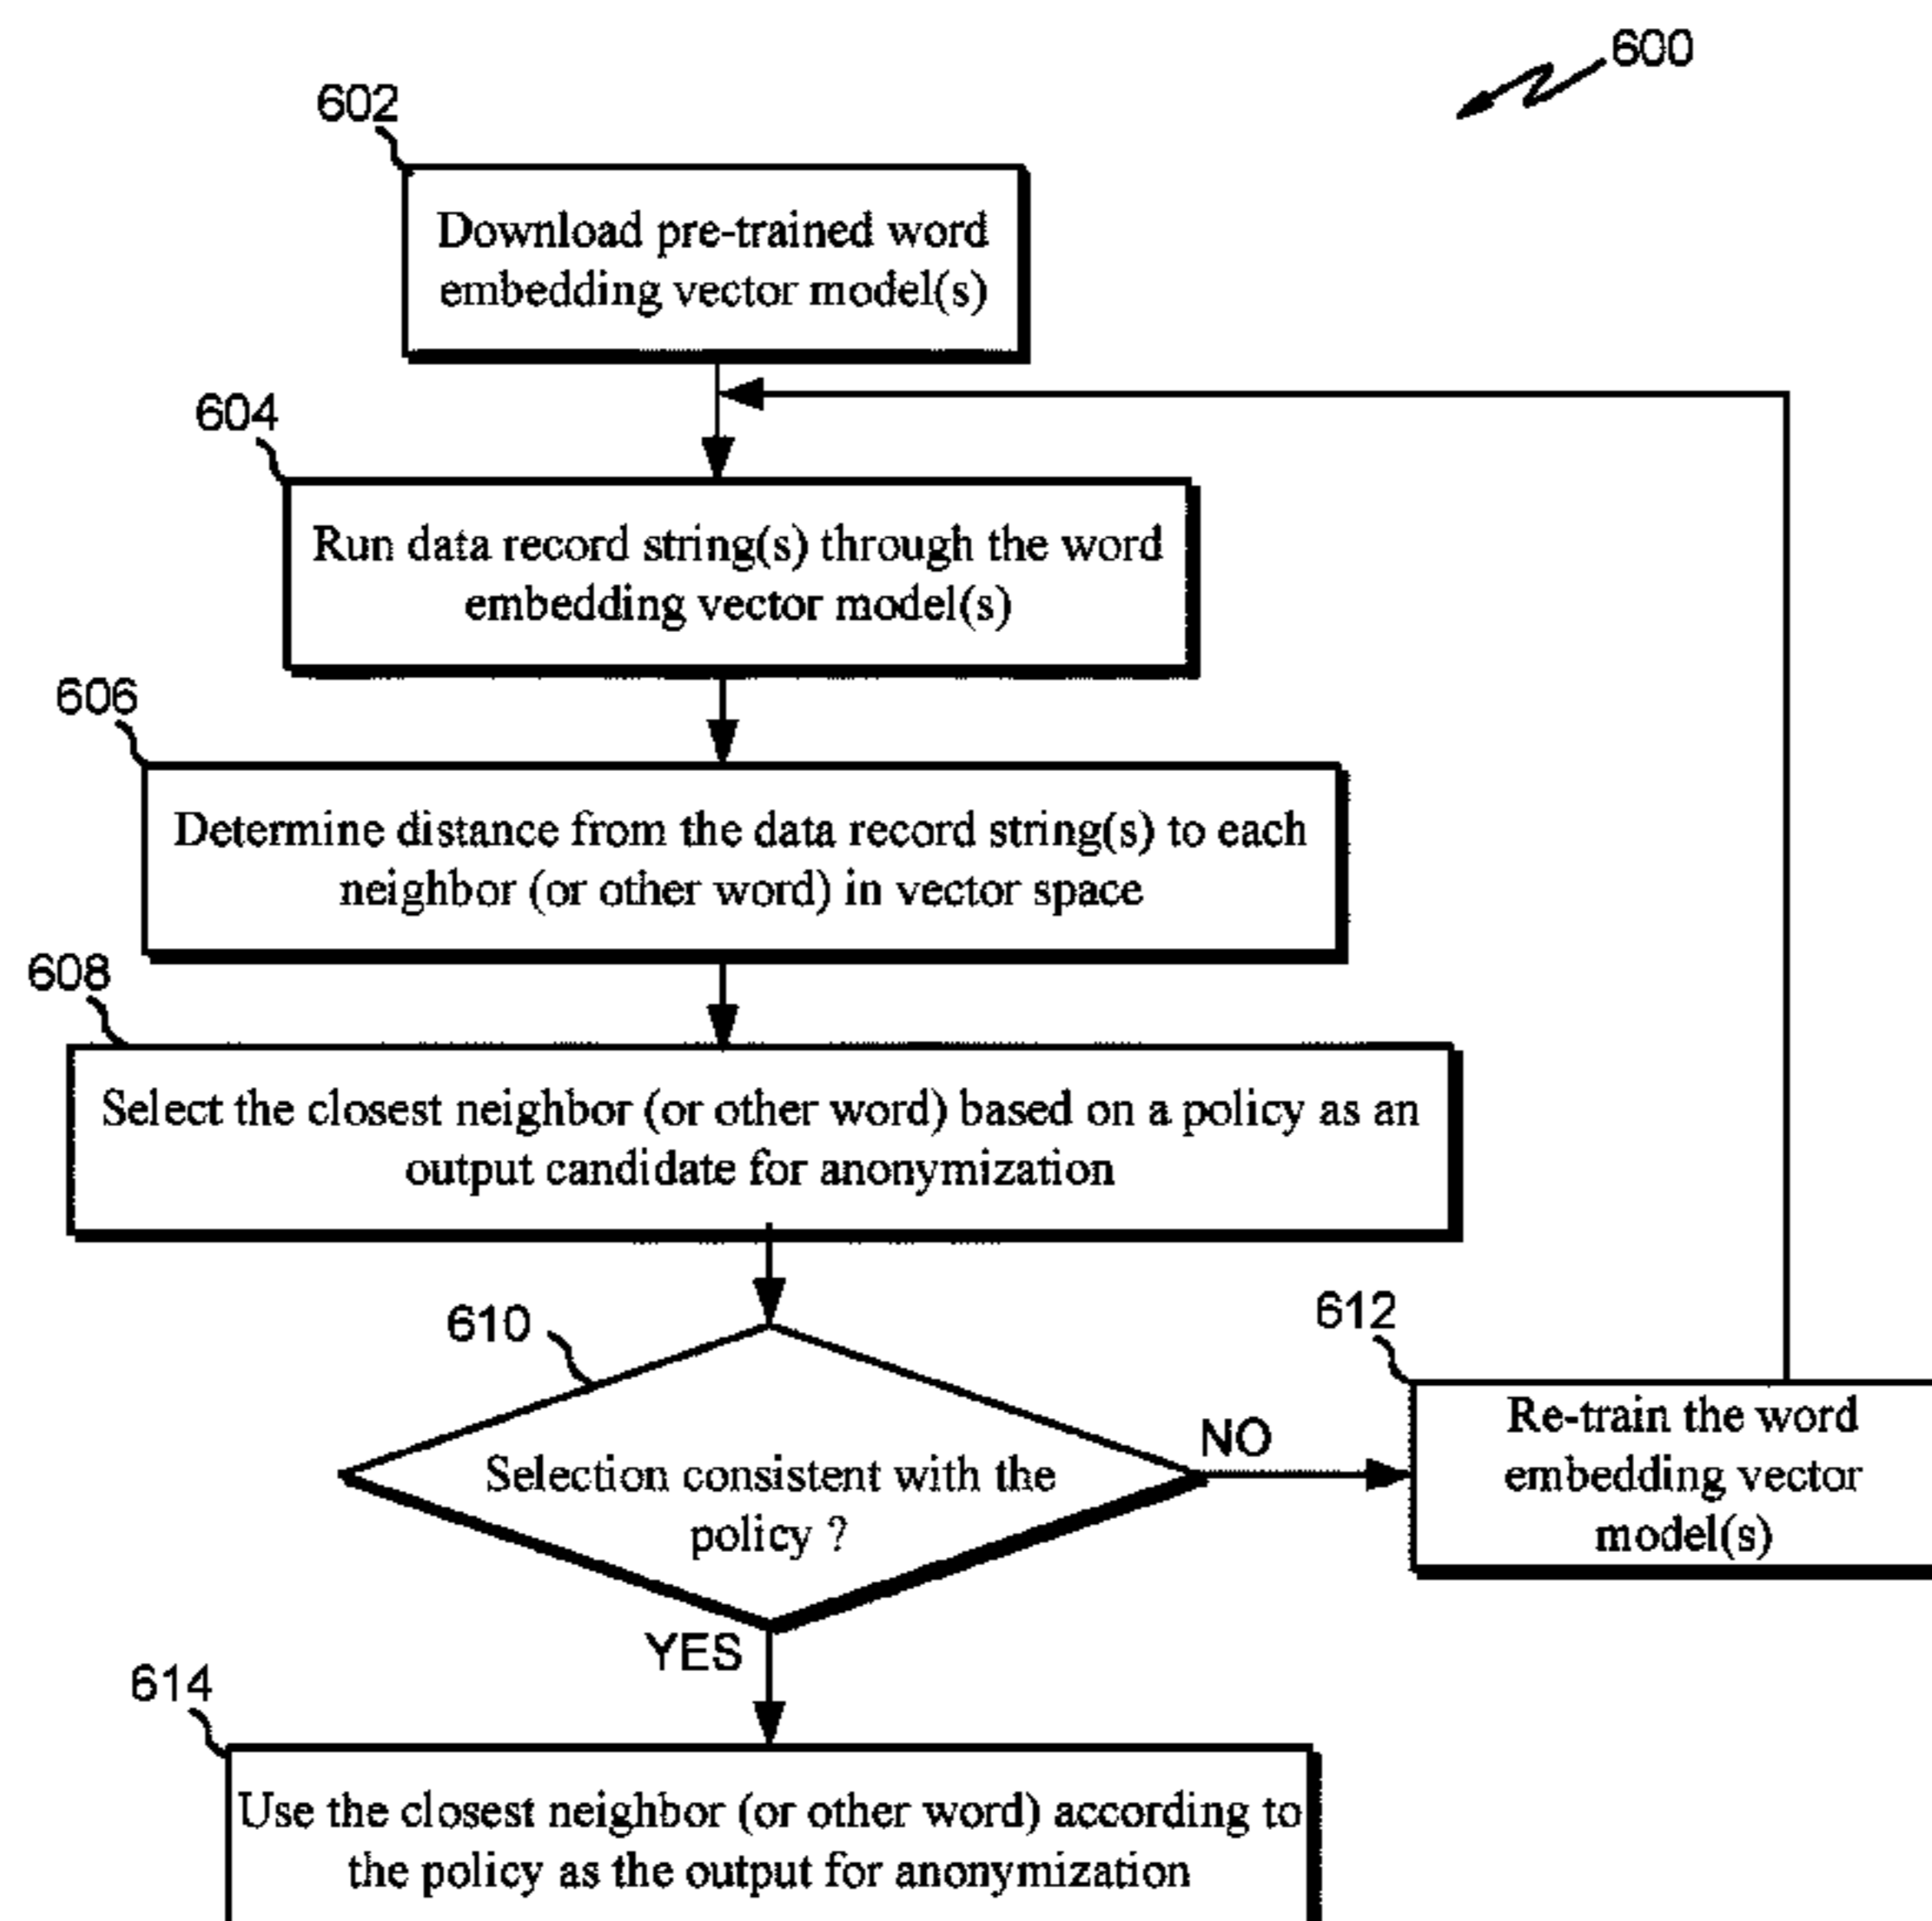 600
602
Download pre-trained word
embedding vector model(s)
604
Run data record string(s) through the word
embedding vector model(s)
606
Determine distance from the data record string(s) to each
neighbor (or other word) in vector space
608
Select the closest neighbor (or other word) based on a policy as an
output candidate for anonymization
610
Selection consistent with the
policy ?
NO
612
Re-train the word
embedding vector
model(s)
YES
614
Use the closest neighbor (or other word) according to
the policy as the output for anonymization